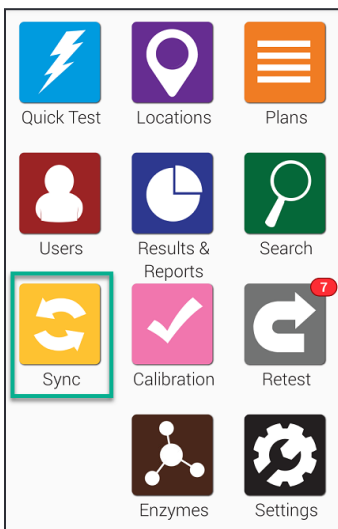 Quick Test
Locations
Plans
Users
Results &
Reports
Search
7
Sync
Calibration
Retest
Enzymes
Settings